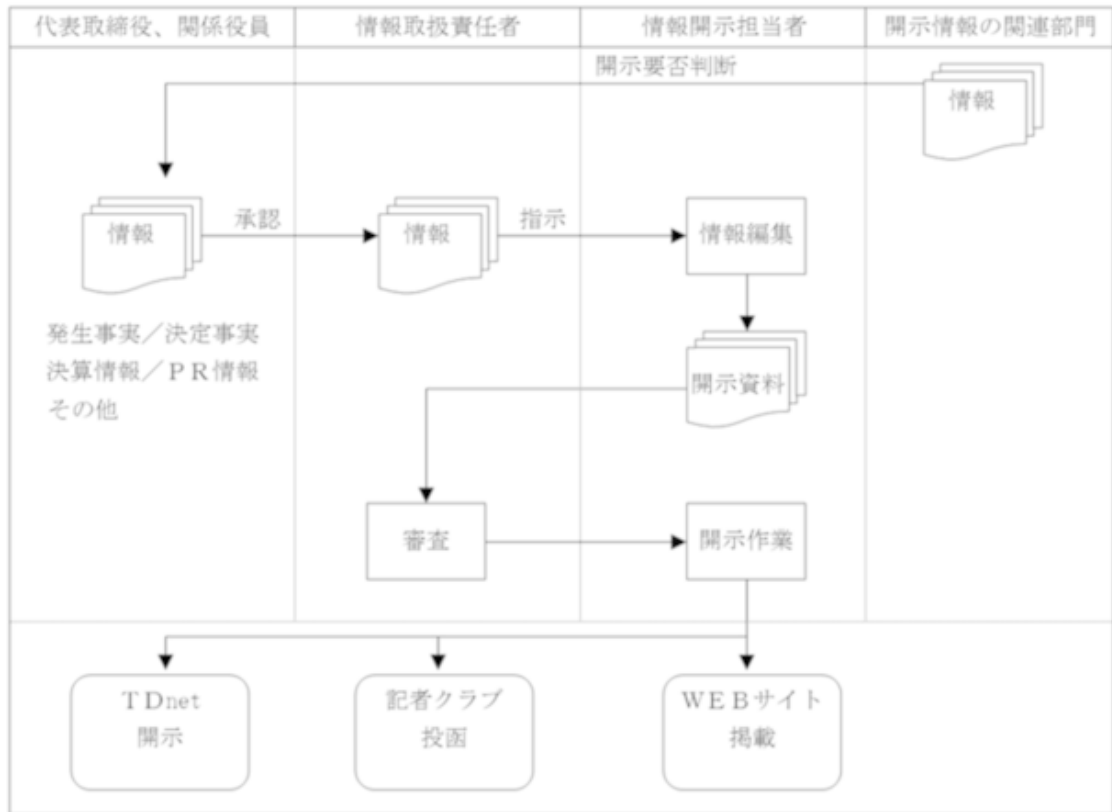 代表取締役、関係役員
情報取扱責任者
情報開示担当者
開示情報の関連部門
開示要否判断
情報
情報
承認
情報
指示
情報編集
発生事実／決定事実
決算情報／ＰＲ情報
その他
開示資料
審査
開示作業
ＴＤnet
開示
記者クラブ
投函
ＷＥＢサイト
掲載